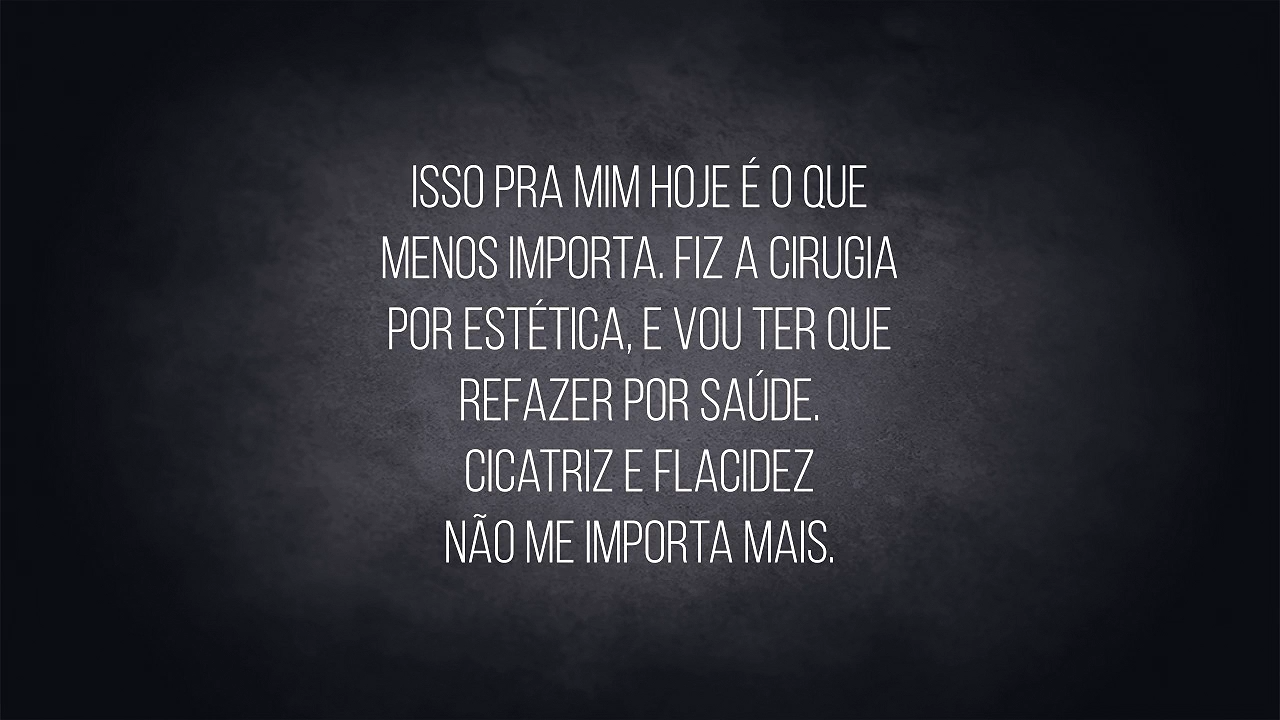 ISSO PRA MIM HOJE É O QUE
MENOS IMPORTA. FIZ A CIRUGIA
POR ESTÉTICA, E VOU TER QUE
REFAZER POR SAÚDE.
CICATRIZ E FLACIDEZ
NÃO ME IMPORTA MAIS.